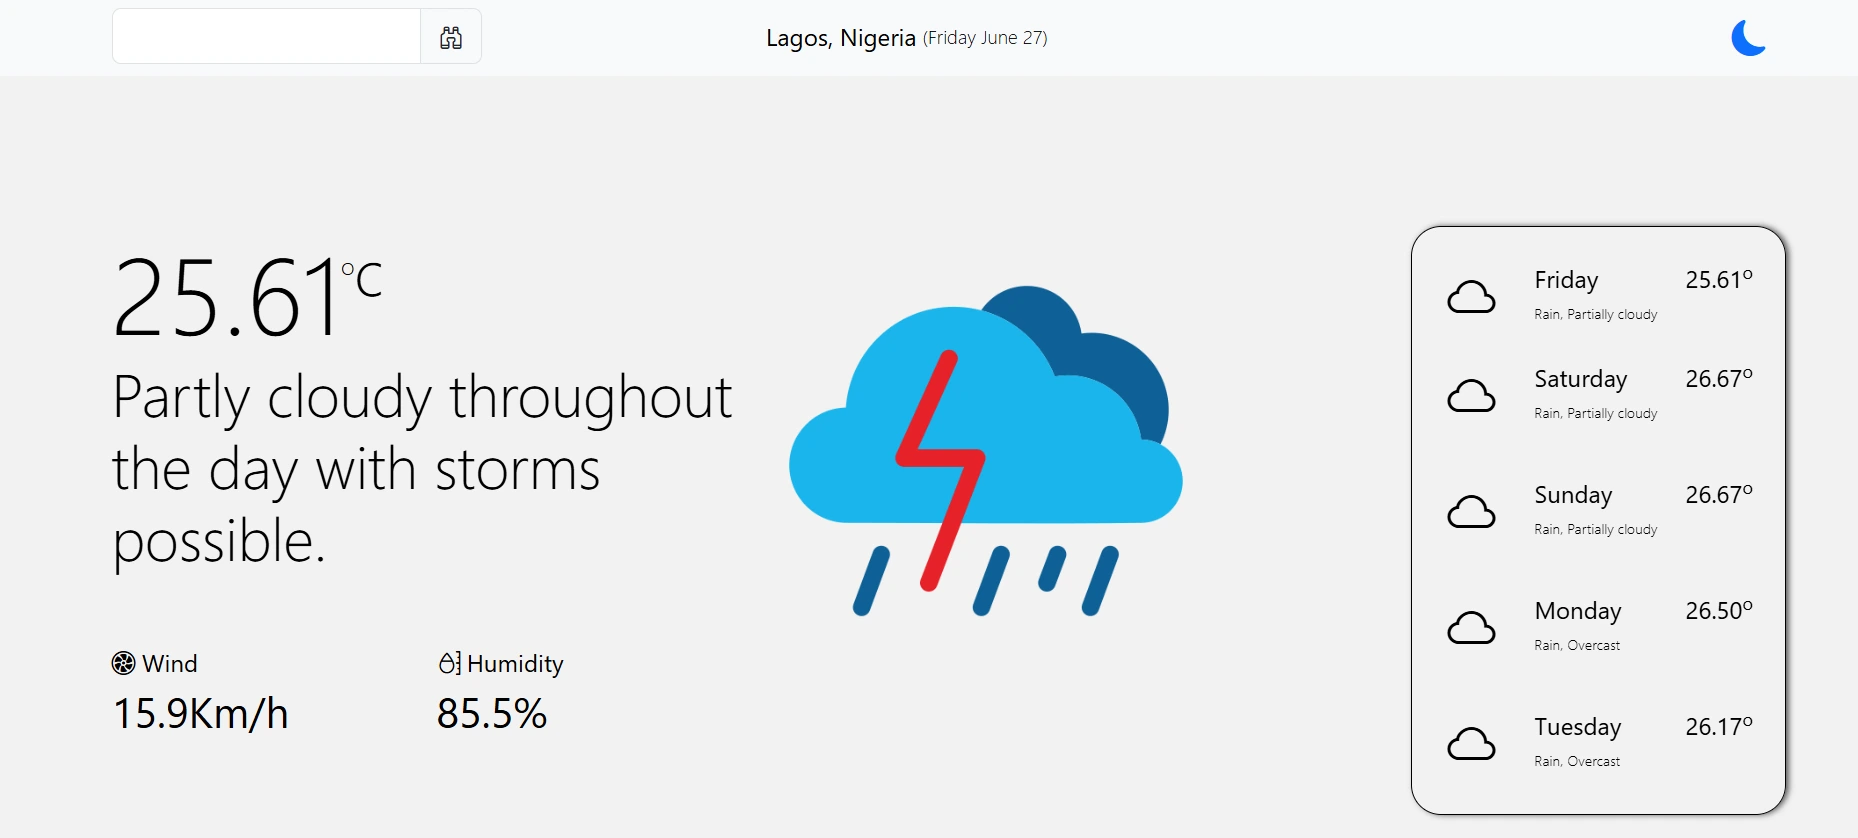 Lagos, Nigeria (Friday June 27)
25.61°C
Partly cloudy throughout
the day with storms
possible.
Wind
15.9Km/h
Humidity
85.5%
Friday 25.61°
Rain, Partially cloudy
Saturday 26.67°
Rain, Partially cloudy
Sunday 26.67°
Rain, Partially cloudy
Monday 26.50°
Rain, Overcast
Tuesday 26.17°
Rain, Overcast